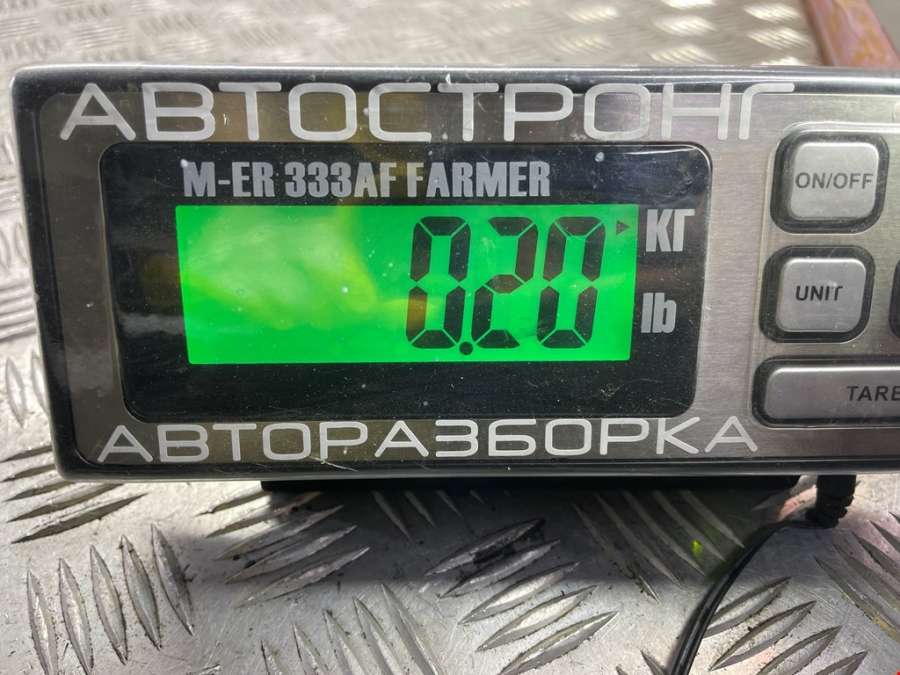 АВТОСТРОНГ
M-ER 333AF FARMER
0.20
КГ
lb
ON/OFF
UNIT
TARE
АВТОРАЗБОРКА